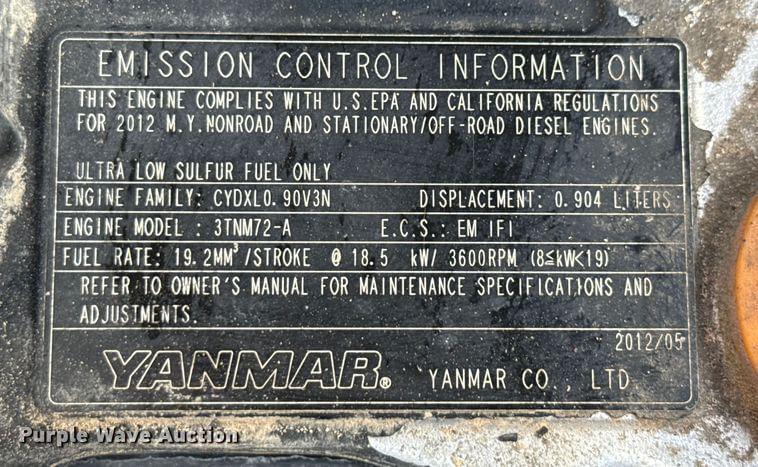 EMISSION CONTROL INFORMATION
THIS ENGINE COMPLIES WITH U.S.EPA AND CALIFORNIA REGULATIONS
FOR 2012 M.Y.NONROAD AND STATIONARY/OFF-ROAD DIESEL ENGINES.
ULTRA LOW SULFUR FUEL ONLY
ENGINE FAMILY: CYDXL0.90V3N DISPLACEMENT: 0.904 LITERS
ENGINE MODEL : 3TNM72-A E.C.S.: EM IFI
FUEL RATE: 19.2MM³/STROKE @ 18.5 kW/ 3600RPM (8≤kW<19)
REFER TO OWNER'S MANUAL FOR MAINTENANCE SPECIFICATIONS AND
ADJUSTMENTS.
2012/05
YANMAR® YANMAR CO., LTD
Purple Wave Auction